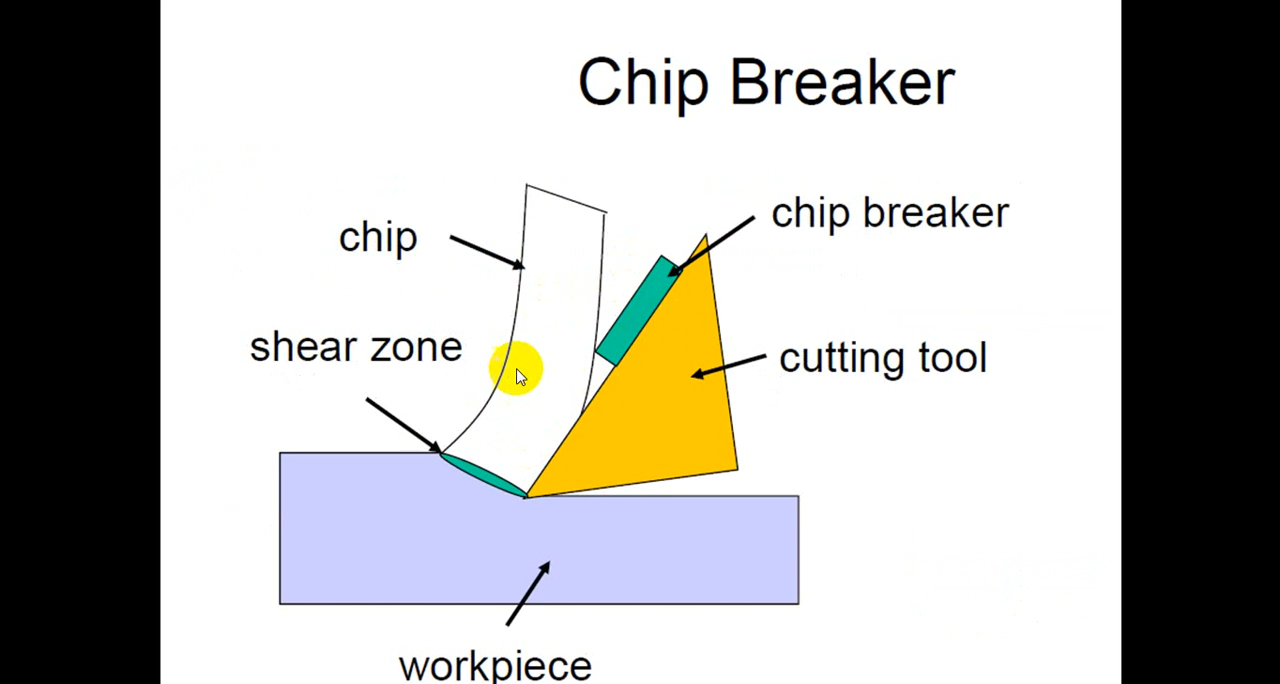 Chip Breaker
chip
chip breaker
shear zone
cutting tool
workpiece